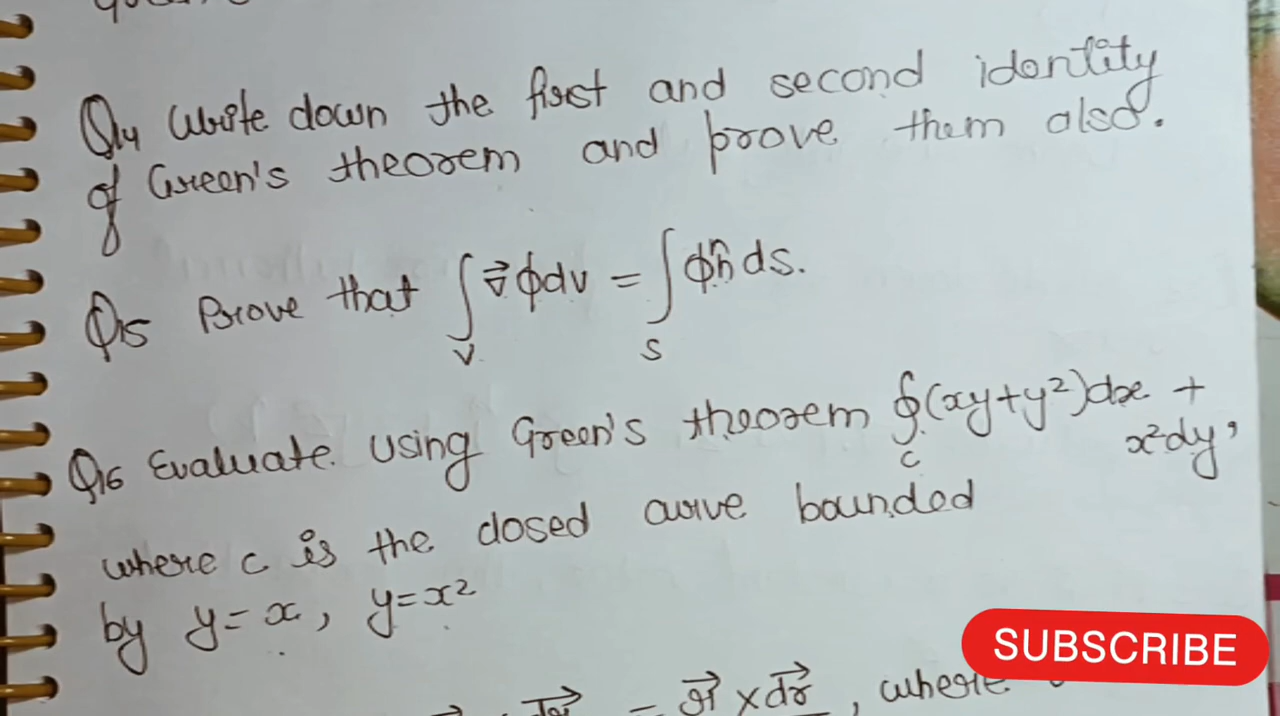 Q14 Write down the first and second identity
of Green's theorem and prove them also.
Q15 Prove that ∫_V ∇⃗ϕdv = ∫_S ϕn̂ ds.
Q16 Evaluate using Green's theorem ∮_c (xy+y²)dx + x²dy,
where c is the closed curve bounded
by y=x, y=x²
× dr⃗, where
SUBSCRIBE